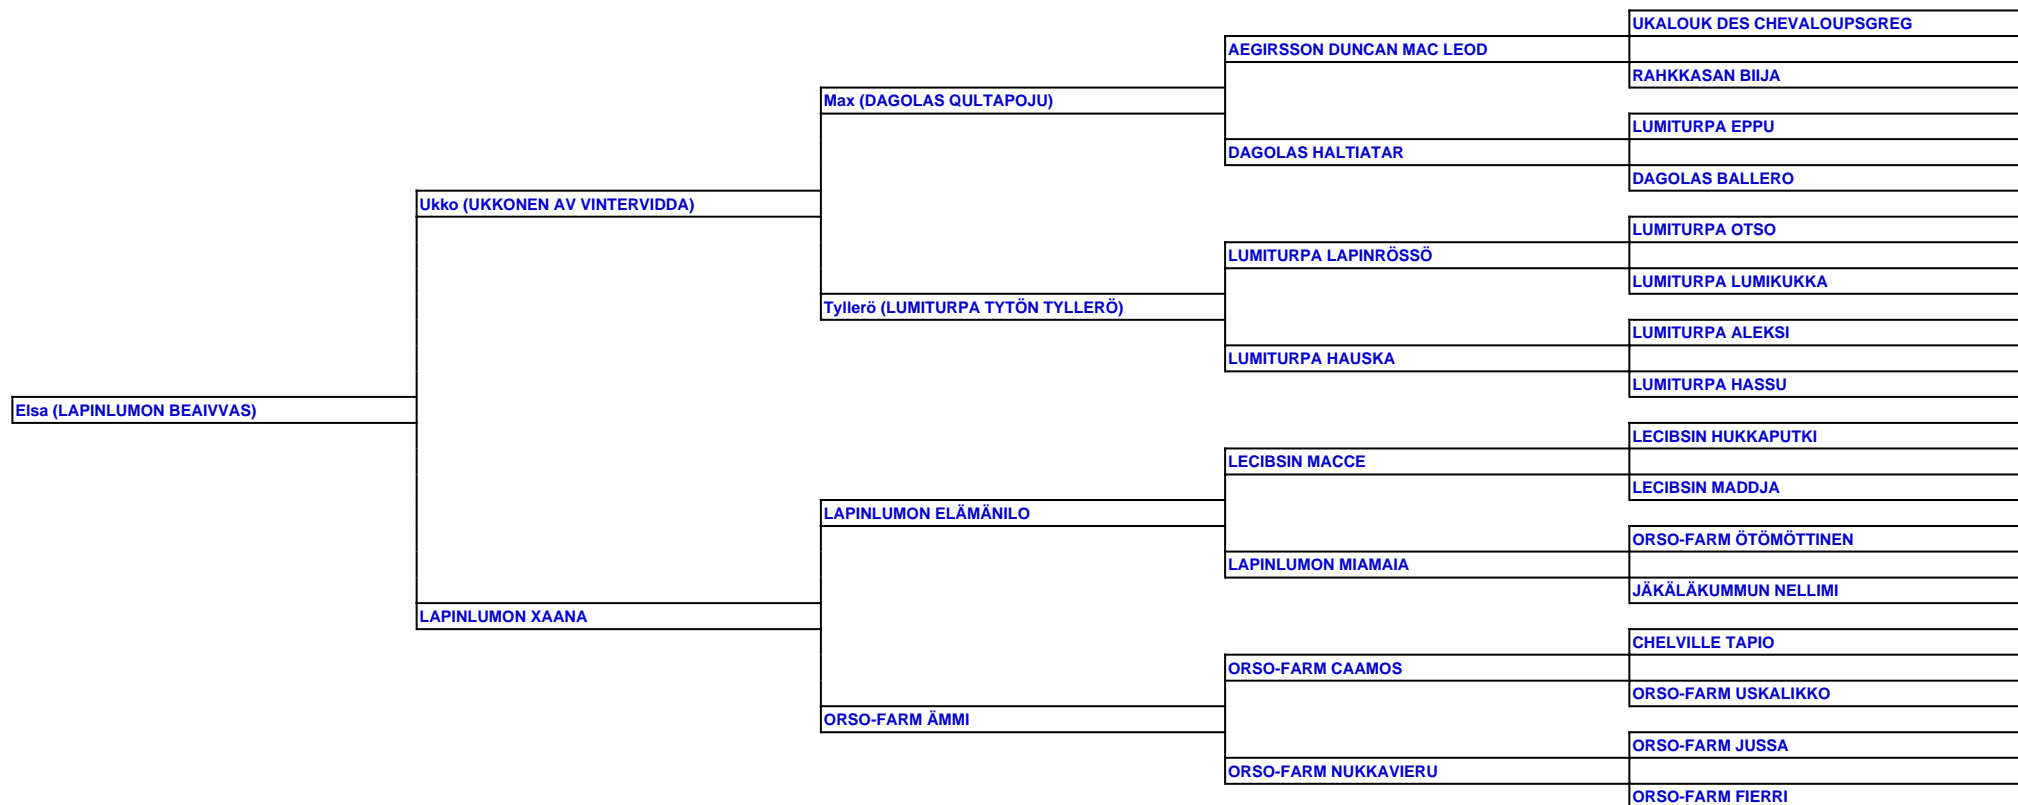 UKALOUK DES CHEVALOUPSGREG
AEGIRSSON DUNCAN MAC LEOD
RAHKKASAN BIIJA
Max (DAGOLAS QULTAPOJU)
LUMITURPA EPPU
DAGOLAS HALTIATAR
DAGOLAS BALLERO
Ukko (UKKONEN AV VINTERVIDDA)
LUMITURPA OTSO
LUMITURPA LAPINRÖSSÖ
LUMITURPA LUMIKUKKA
Tyllerö (LUMITURPA TYTÖN TYLLERÖ)
LUMITURPA ALEKSI
LUMITURPA HAUSKA
LUMITURPA HASSU
Elsa (LAPINLUMON BEAIVVAS)
LECIBSIN HUKKAPUTKI
LECIBSIN MACCE
LECIBSIN MADDJA
LAPINLUMON ELÄMÄNILO
ORSO-FARM ÖTÖMÖTTINEN
LAPINLUMON MIAMAIA
JÄKÄLÄKUMMUN NELLIMI
LAPINLUMON XAANA
CHELVILLE TAPIO
ORSO-FARM CAAMOS
ORSO-FARM USKALIKKO
ORSO-FARM ÄMMI
ORSO-FARM JUSSA
ORSO-FARM NUKKAVIERU
ORSO-FARM FIERRI